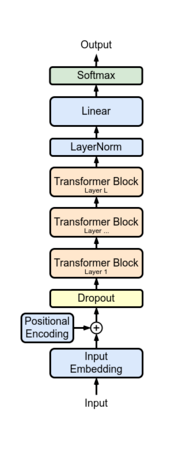 Output
Softmax
Linear
LayerNorm
Transformer Block
Layer L
Transformer Block
Layer ...
Transformer Block
Layer 1
Dropout
Positional
Encoding
Input
Embedding
Input